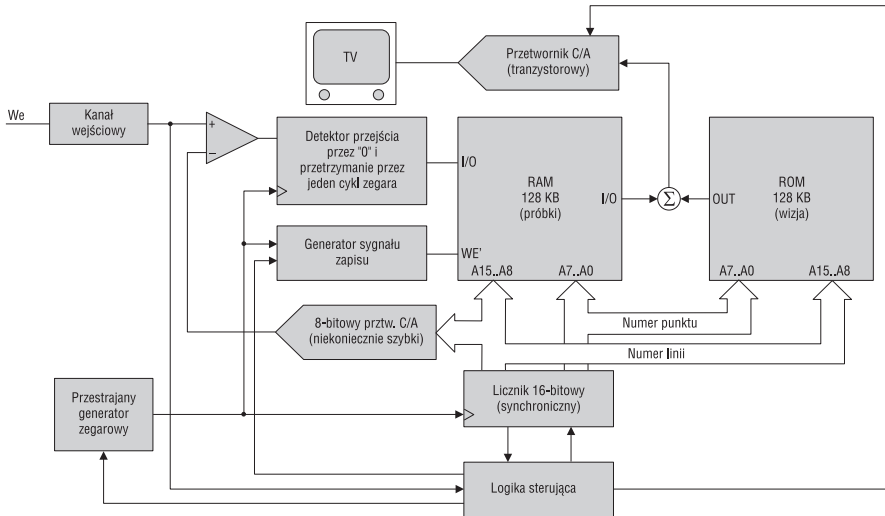 TV
Przetwornik C/A
(tranzystorowy)
We
Kanał
wejściowy
+
–
Detektor przejścia
przez "0" i
przetrzymanie przez
jeden cykl zegara
I/O
RAM
128 KB
(próbki)
I/O
Σ
OUT
ROM
128 KB
(wizja)
Generator sygnału
zapisu
WE'
A15..A8
A7..A0
A7..A0
A15..A8
8-bitowy prztw. C/A
(niekoniecznie szybki)
Numer punktu
Numer linii
Przestrajany
generator
zegarowy
Licznik 16-bitowy
(synchroniczny)
Logika sterująca